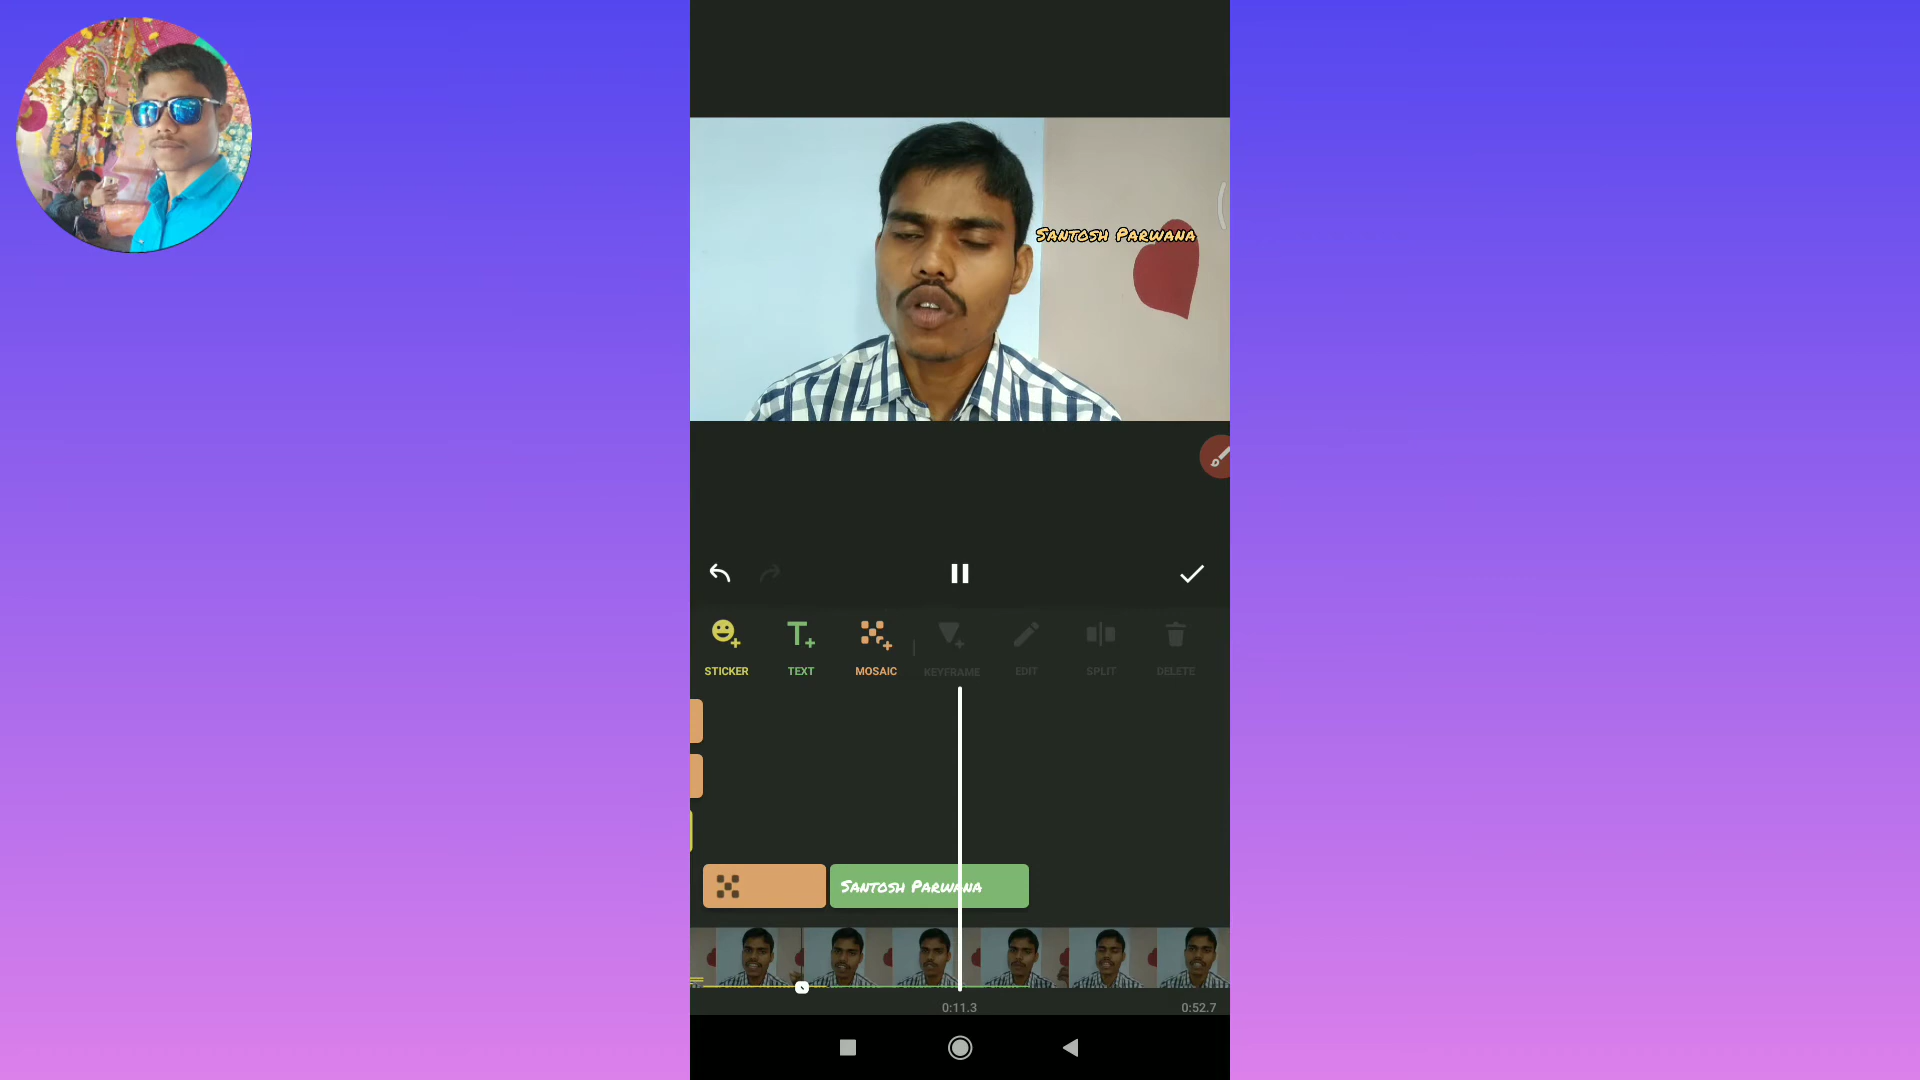 Santosh Parwana
STICKER
TEXT
MOSAIC
KEYFRAME
EDIT
SPLIT
DELETE
Santosh Parwana
0:11.3
0:52.7